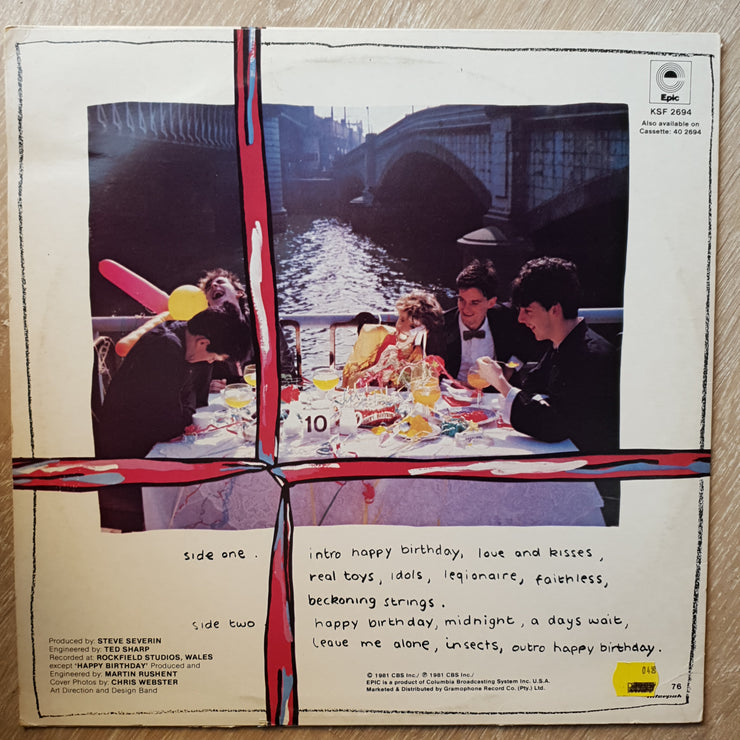 Epic
KSF 2694
Also available on
Cassette: 40 2694
10
side one . intro happy birthday, love and kisses,
real toys, idols, legionaire, faithless,
beckoning strings.
side two happy birthday, midnight, a days wait,
leave me alone, insects, outro happy birthday.
Produced by: STEVE SEVERIN
Engineered by: TED SHARP
Recorded at: ROCKFIELD STUDIOS, WALES
except 'HAPPY BIRTHDAY' Produced and
Engineered by: MARTIN RUSHENT
Cover Photos by: CHRIS WEBSTER
Art Direction and Design Band
© 1981 CBS Inc./ ℗ 1981 CBS Inc./
EPIC is a product of Columbia Broadcasting System Inc. U.S.A.
Marketed & Distributed by Gramophone Record Co. (Pty.) Ltd.
76